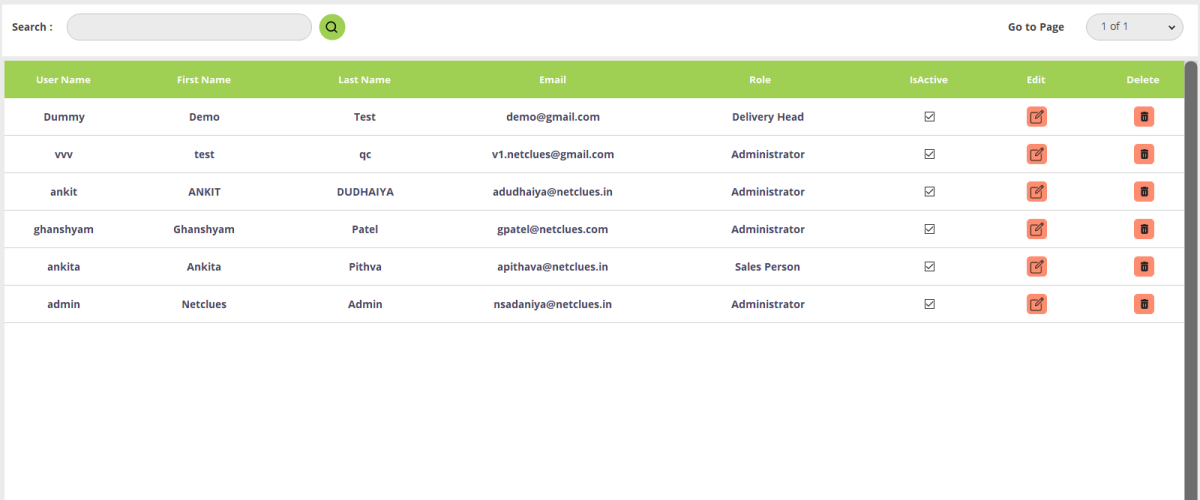 Search : Go to Page 1 of 1
User Name First Name Last Name Email Role IsActive Edit Delete
Dummy Demo Test demo@gmail.com Delivery Head
vvv test qc v1.netclues@gmail.com Administrator
ankit ANKIT DUDHAIYA adudhaiya@netclues.in Administrator
ghanshyam Ghanshyam Patel gpatel@netclues.com Administrator
ankita Ankita Pithva apithava@netclues.in Sales Person
admin Netclues Admin nsadaniya@netclues.in Administrator